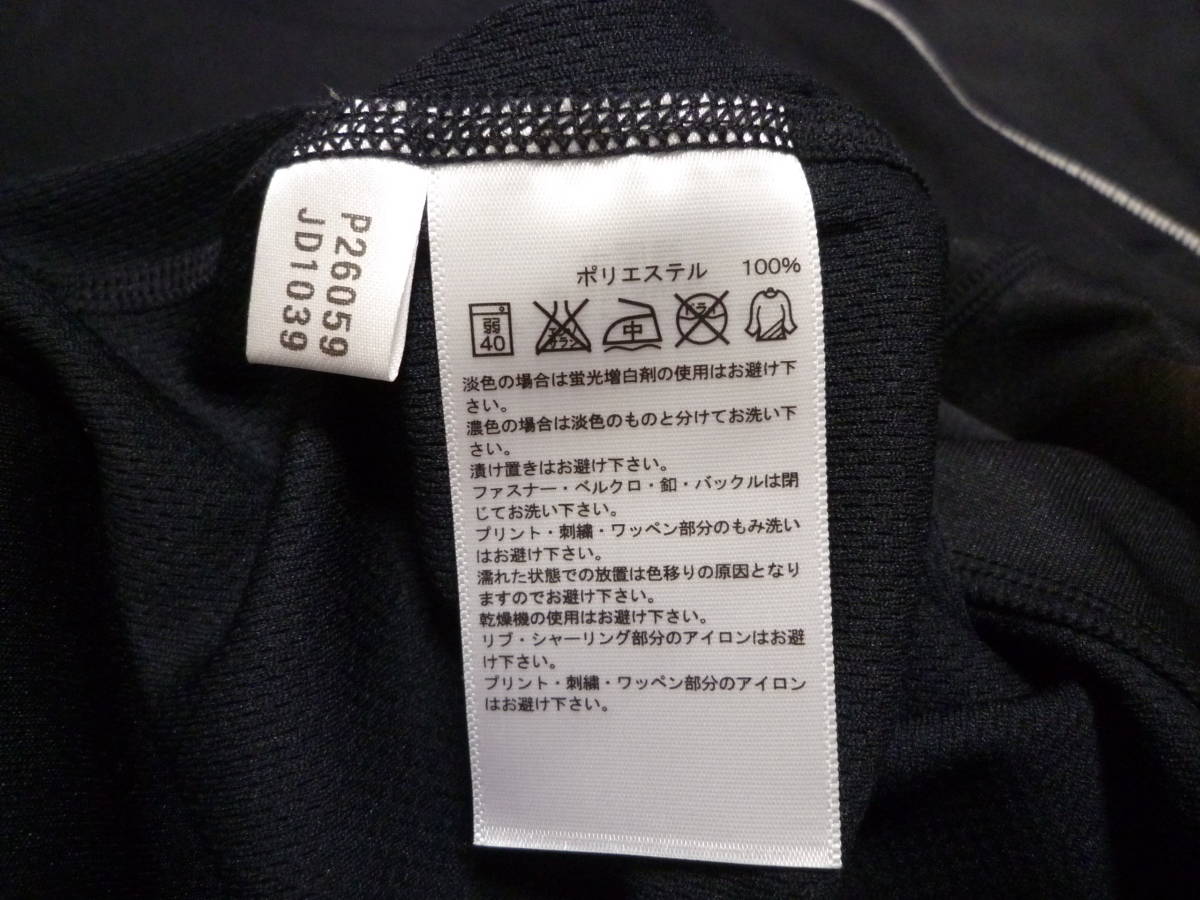 P26059
JD1039
ポリエステル 100%
弱
40
エンソ
サラシ
中
ドライ
淡色の場合は蛍光増白剤の使用はお避け下
さい。
濃色の場合は淡色のものと分けてお洗い下
さい。
漬け置きはお避け下さい。
ファスナー・ベルクロ・釦・バックルは閉
じてお洗い下さい。
プリント・刺繍・ワッペン部分のもみ洗い
はお避け下さい。
濡れた状態での放置は色移りの原因となり
ますのでお避け下さい。
乾燥機の使用はお避け下さい。
リブ・シャーリング部分のアイロンはお避
け下さい。
プリント・刺繍・ワッペン部分のアイロン
はお避け下さい。